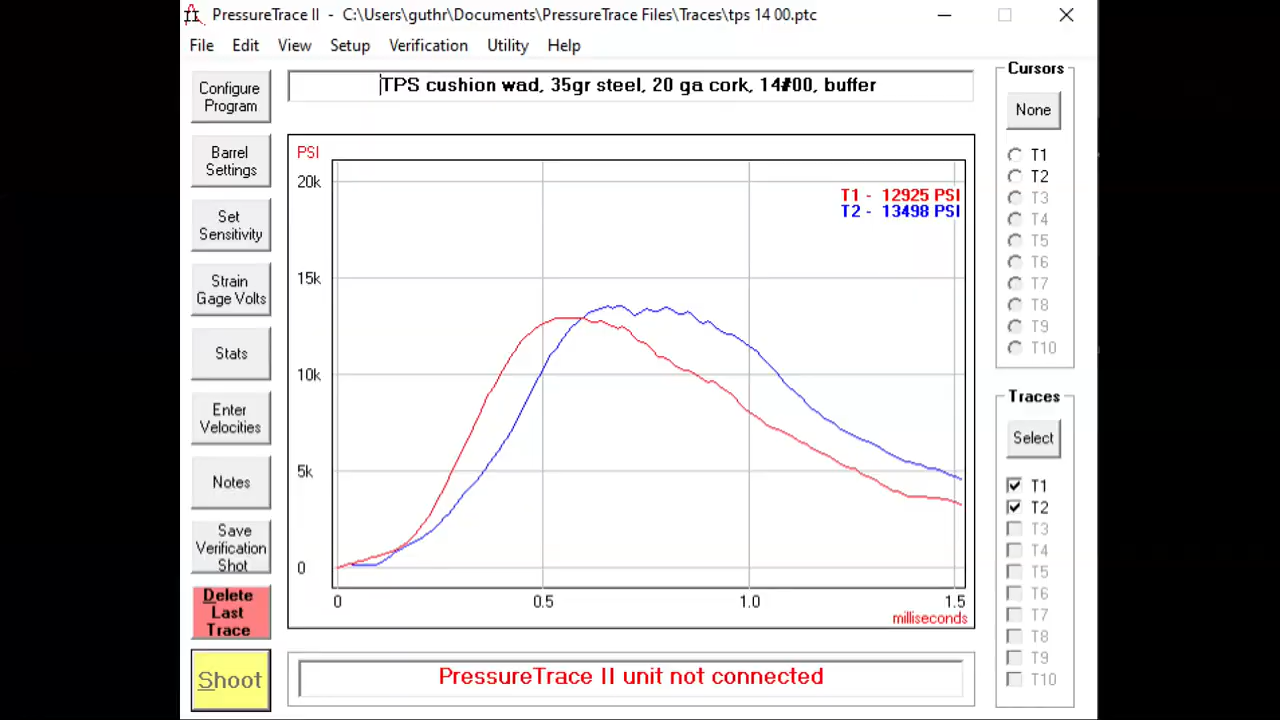 PressureTrace II - C:\Users\guthr\Documents\PressureTrace Files\Traces\tps 14 00.ptc
File Edit View Setup Verification Utility Help
Configure
Program
Barrel
Settings
Set
Sensitivity
Strain
Gage Volts
Stats
Enter
Velocities
Notes
Save
Verification
Shot
Delete
Last
Trace
Shoot
TPS cushion wad, 35gr steel, 20 ga cork, 14#00, buffer
PSI
20k
15k
10k
5k
0
T1 - 12925 PSI
T2 - 13498 PSI
0 0.5 1.0 1.5
milliseconds
PressureTrace II unit not connected
Cursors
None
T1
T2
T3
T4
T5
T6
T7
T8
T9
T10
Traces
Select
T1
T2
T3
T4
T5
T6
T7
T8
T9
T10